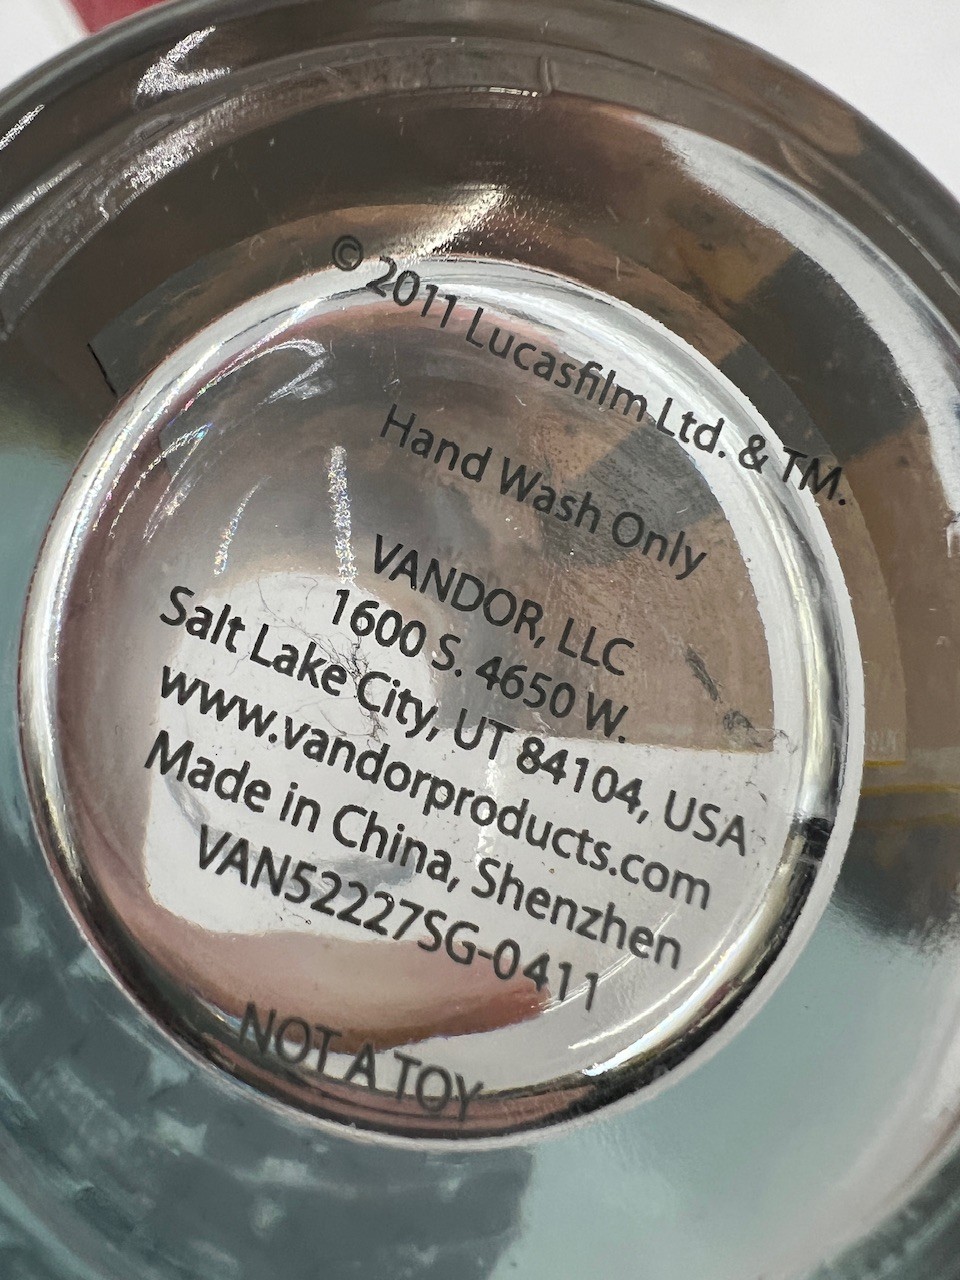 © 2011 Lucasfilm Ltd. & TM.
Hand Wash Only
VANDOR, LLC
1600 S. 4650 W.
Salt Lake City, UT 84104, USA
www.vandorproducts.com
Made in China, Shenzhen
VAN52227SG-0411
NOT A TOY